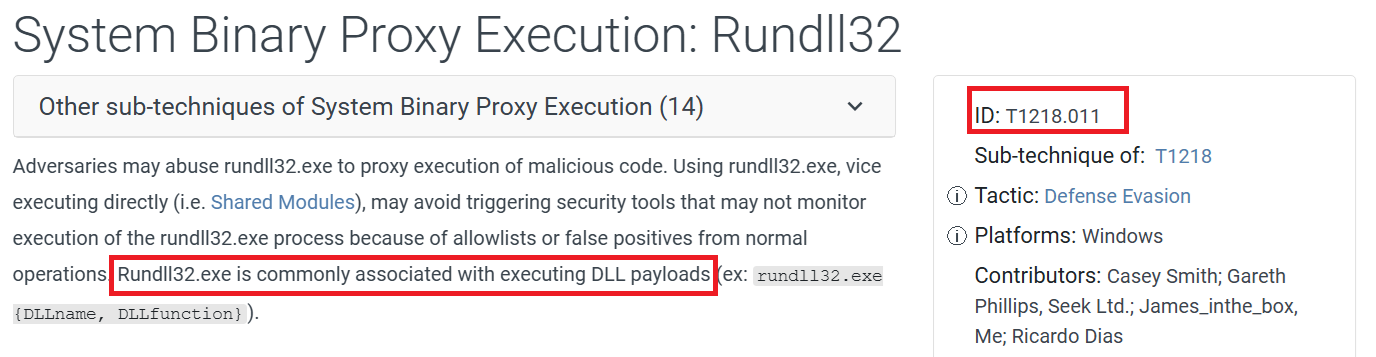 System Binary Proxy Execution: Rundll32
Other sub-techniques of System Binary Proxy Execution (14)
Adversaries may abuse rundll32.exe to proxy execution of malicious code. Using rundll32.exe, vice
executing directly (i.e. Shared Modules), may avoid triggering security tools that may not monitor
execution of the rundll32.exe process because of allowlists or false positives from normal
operations. Rundll32.exe is commonly associated with executing DLL payloads (ex: rundll32.exe
{DLLname, DLLfunction}).
ID: T1218.011
Sub-technique of: T1218
Tactic: Defense Evasion
Platforms: Windows
Contributors: Casey Smith; Gareth
Phillips, Seek Ltd.; James_inthe_box,
Me; Ricardo Dias